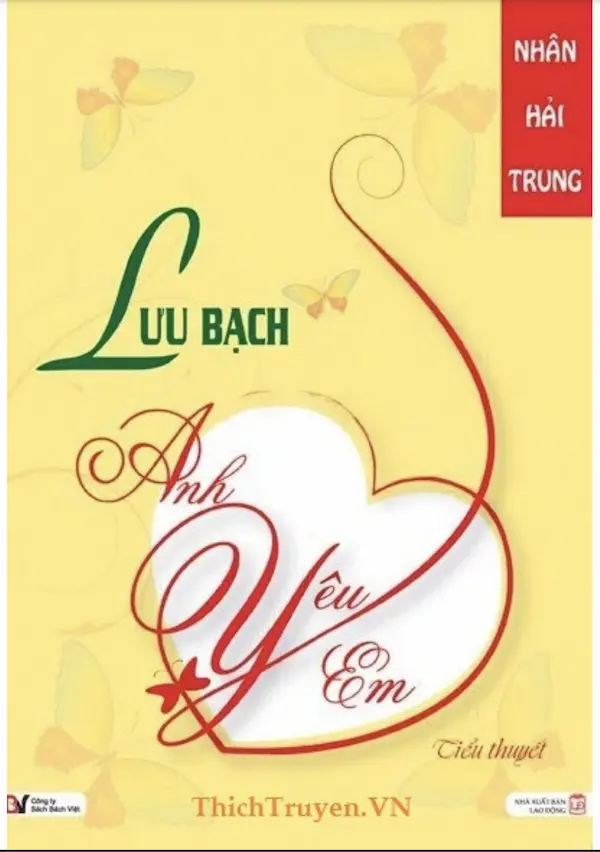 NHÂN
HẢI
TRUNG
LƯU BẠCH
Anh
Yêu
Em
Tiểu thuyết
BV
Công ty
Sách Bách Việt
ThichTruyen.VN
NHÀ XUẤT BẢN
LAO ĐỘNG